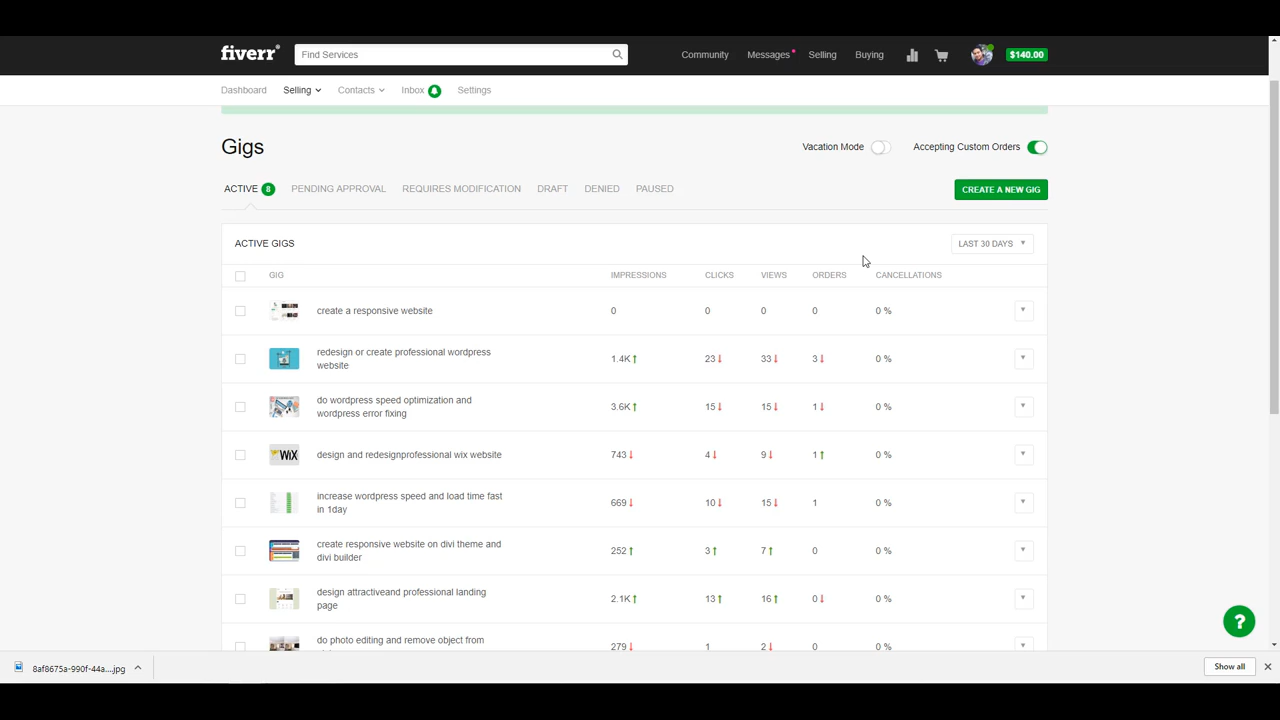 fiverr
Find Services
Community
Messages
Selling
Buying
$140.00
Dashboard
Selling
Contacts
Inbox
Settings
Gigs
Vacation Mode
Accepting Custom Orders
ACTIVE 8
PENDING APPROVAL
REQUIRES MODIFICATION
DRAFT
DENIED
PAUSED
CREATE A NEW GIG
ACTIVE GIGS
LAST 30 DAYS
GIG IMPRESSIONS CLICKS VIEWS ORDERS CANCELLATIONS
create a responsive website 0 0 0 0 0 %
redesign or create professional wordpress
website
1.4K 23 33 3 0 %
do wordpress speed optimization and
wordpress error fixing
3.6K 15 15 1 0 %
WiX
design and redesignprofessional wix website 743 4 9 1 0 %
increase wordpress speed and load time fast
in 1day
669 10 15 1 0 %
create responsive website on divi theme and
divi builder
252 3 7 0 0 %
design attractiveand professional landing
page
2.1K 13 16 0 0 %
do photo editing and remove object from
279 1 2 0 0 %
?
8af8675a-990f-44a....jpg
Show all